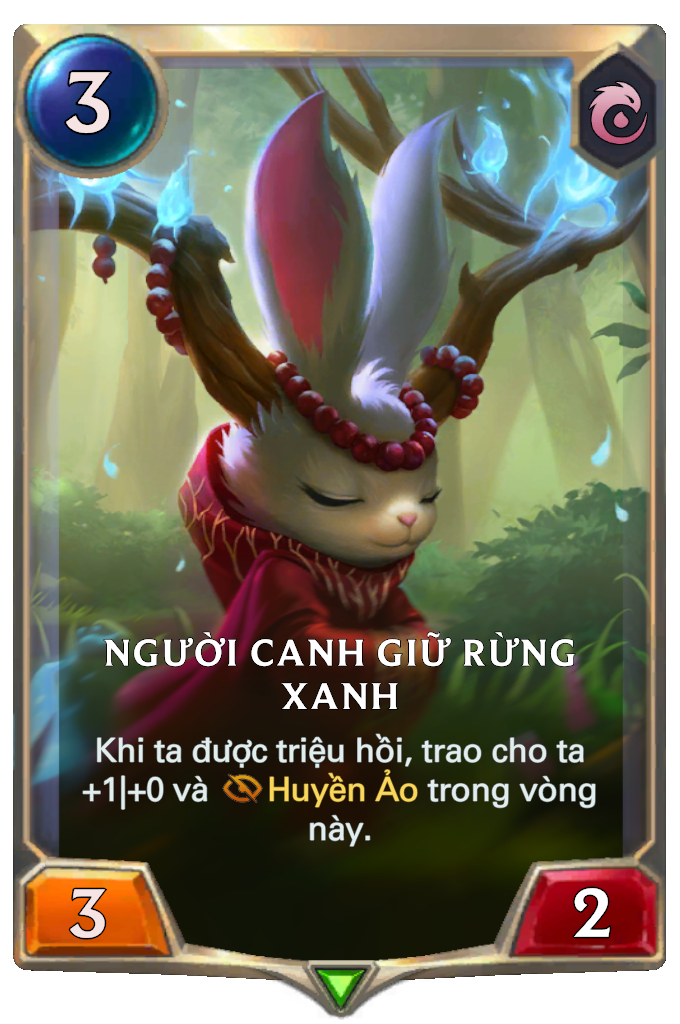 3
NGƯỜI CANH GIỮ RỪNG
XANH
Khi ta được triệu hồi, trao cho ta
+1|+0 và Huyền Ảo trong vòng
này.
3
2